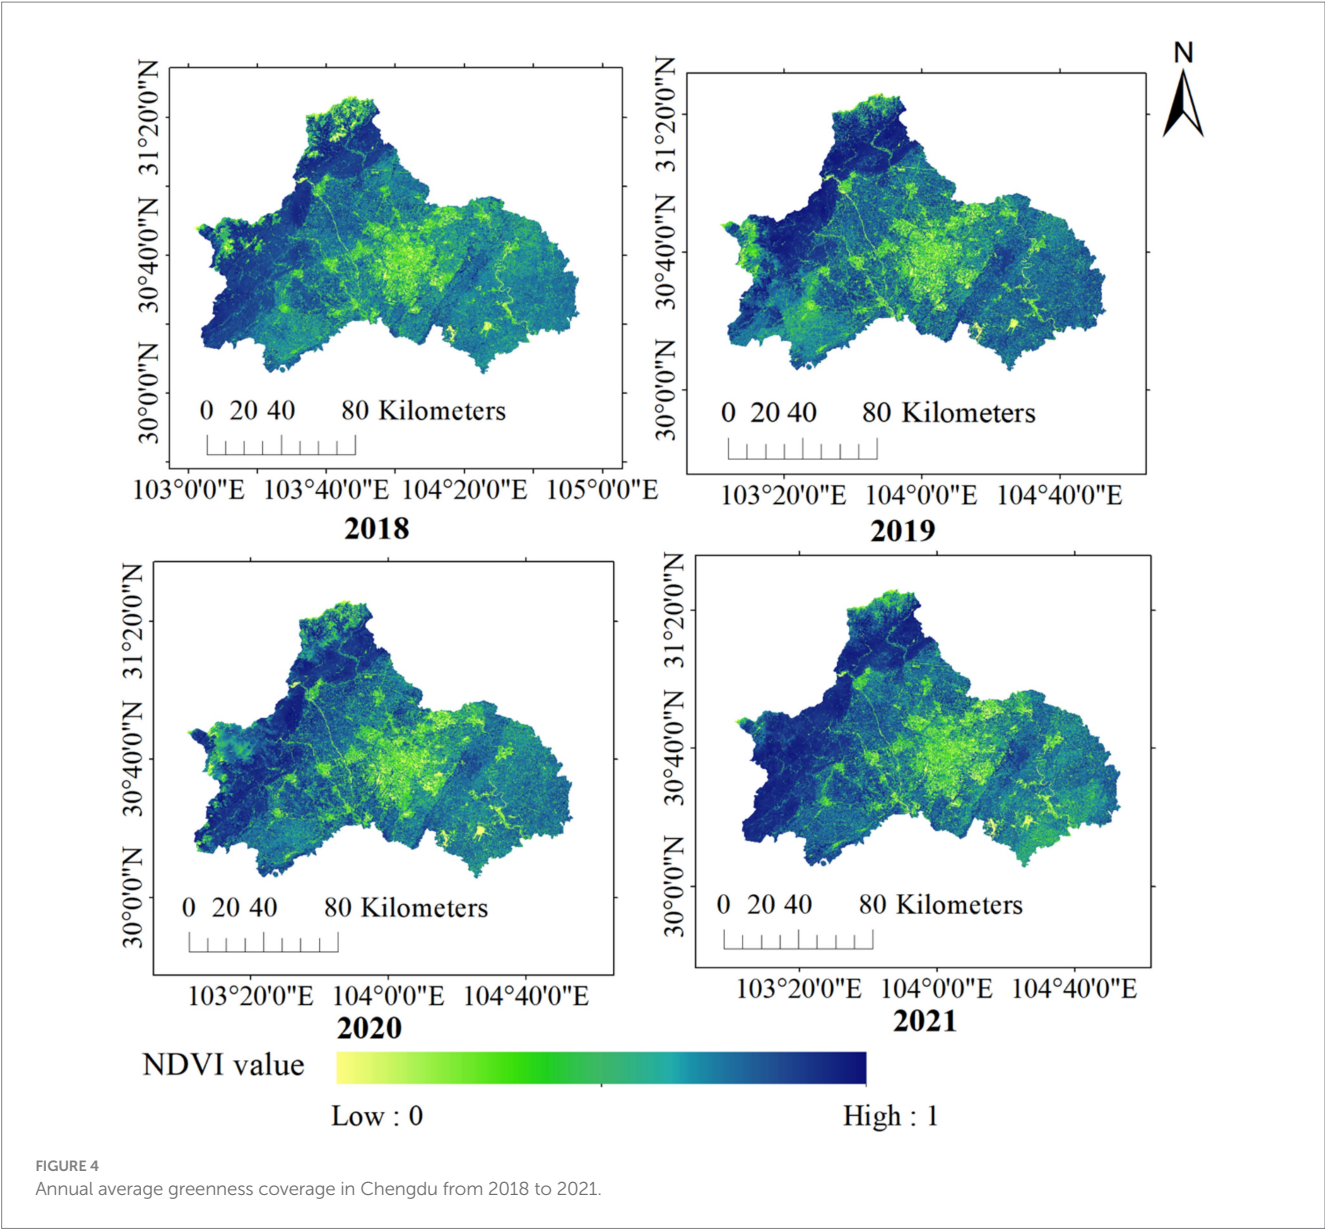 N
31°20'0"N
30°40'0"N
30°0'0"N
0 20 40 80 Kilometers
103°0'0"E 103°40'0"E 104°20'0"E 105°0'0"E
2018
31°20'0"N
30°40'0"N
30°0'0"N
0 20 40 80 Kilometers
103°20'0"E 104°0'0"E 104°40'0"E
2019
31°20'0"N
30°40'0"N
30°0'0"N
0 20 40 80 Kilometers
103°20'0"E 104°0'0"E 104°40'0"E
2020
31°20'0"N
30°40'0"N
30°0'0"N
0 20 40 80 Kilometers
103°20'0"E 104°0'0"E 104°40'0"E
2021
NDVI value
Low : 0 High : 1
FIGURE 4
Annual average greenness coverage in Chengdu from 2018 to 2021.